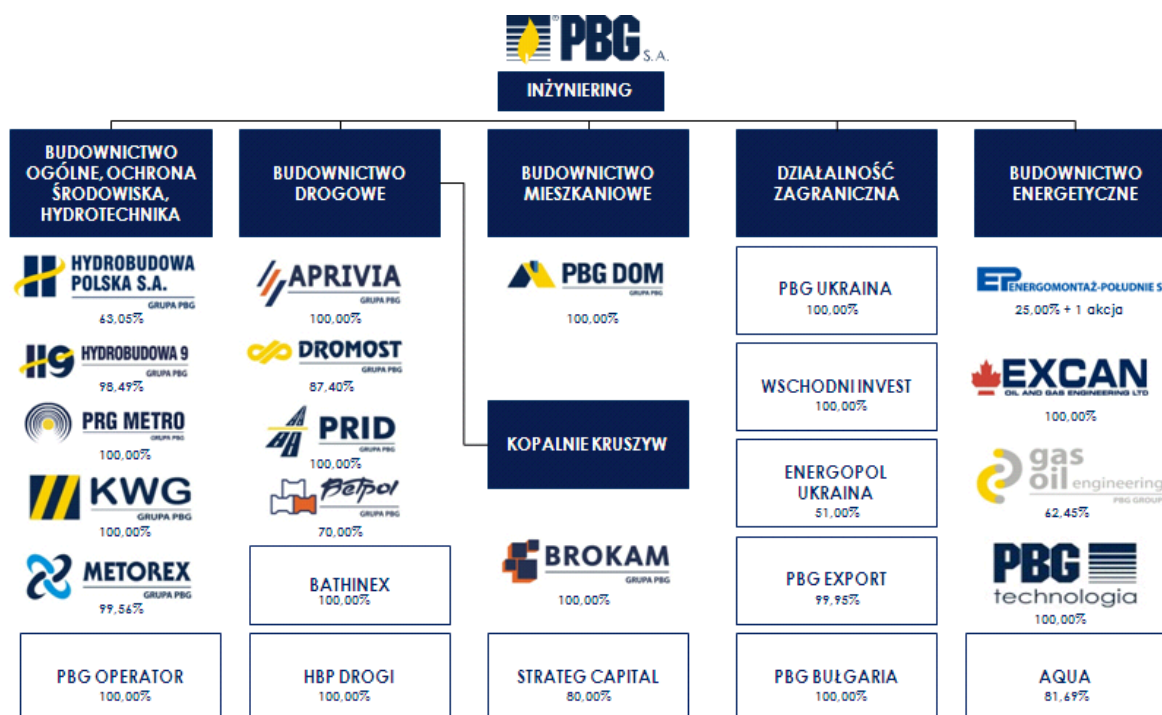 PBG S.A.
INŻYNIERING
BUDOWNICTWO
OGÓLNE, OCHRONA
ŚRODOWISKA,
HYDROTECHNIKA
HYDROBUDOWA
POLSKA S.A.
GRUPA PBG
63,05%
H9 HYDROBUDOWA 9
GRUPA PBG
98,49%
PRG METRO
GRUPA PBG
100,00%
KWG
GRUPA PBG
100,00%
METOREX
GRUPA PBG
99,56%
PBG OPERATOR
100,00%
BUDOWNICTWO
DROGOWE
APRIVIA
GRUPA PBG
100,00%
DROMOST
GRUPA PBG
87,40%
PRID
GRUPA PBG
100,00%
Betpol
GRUPA PBG
70,00%
BATHINEX
100,00%
HBP DROGI
100,00%
BUDOWNICTWO
MIESZKANIOWE
PBG DOM
GRUPA PBG
100,00%
KOPALNIE KRUSZYW
BROKAM
GRUPA PBG
100,00%
STRATEG CAPITAL
80,00%
DZIAŁALNOŚĆ
ZAGRANICZNA
PBG UKRAINA
100,00%
WSCHODNI INVEST
100,00%
ENERGOPOL
UKRAINA
51,00%
PBG EXPORT
99,95%
PBG BUŁGARIA
100,00%
BUDOWNICTWO
ENERGETYCZNE
EP ENERGOMONTAŻ-POŁUDNIE S
25,00% + 1 akcja
EXCAN
OIL AND GAS ENGINEERING LTD
100,00%
gas
oil engineering
PBG GROUP
62,45%
PBG
technologia
100,00%
AQUA
81,69%